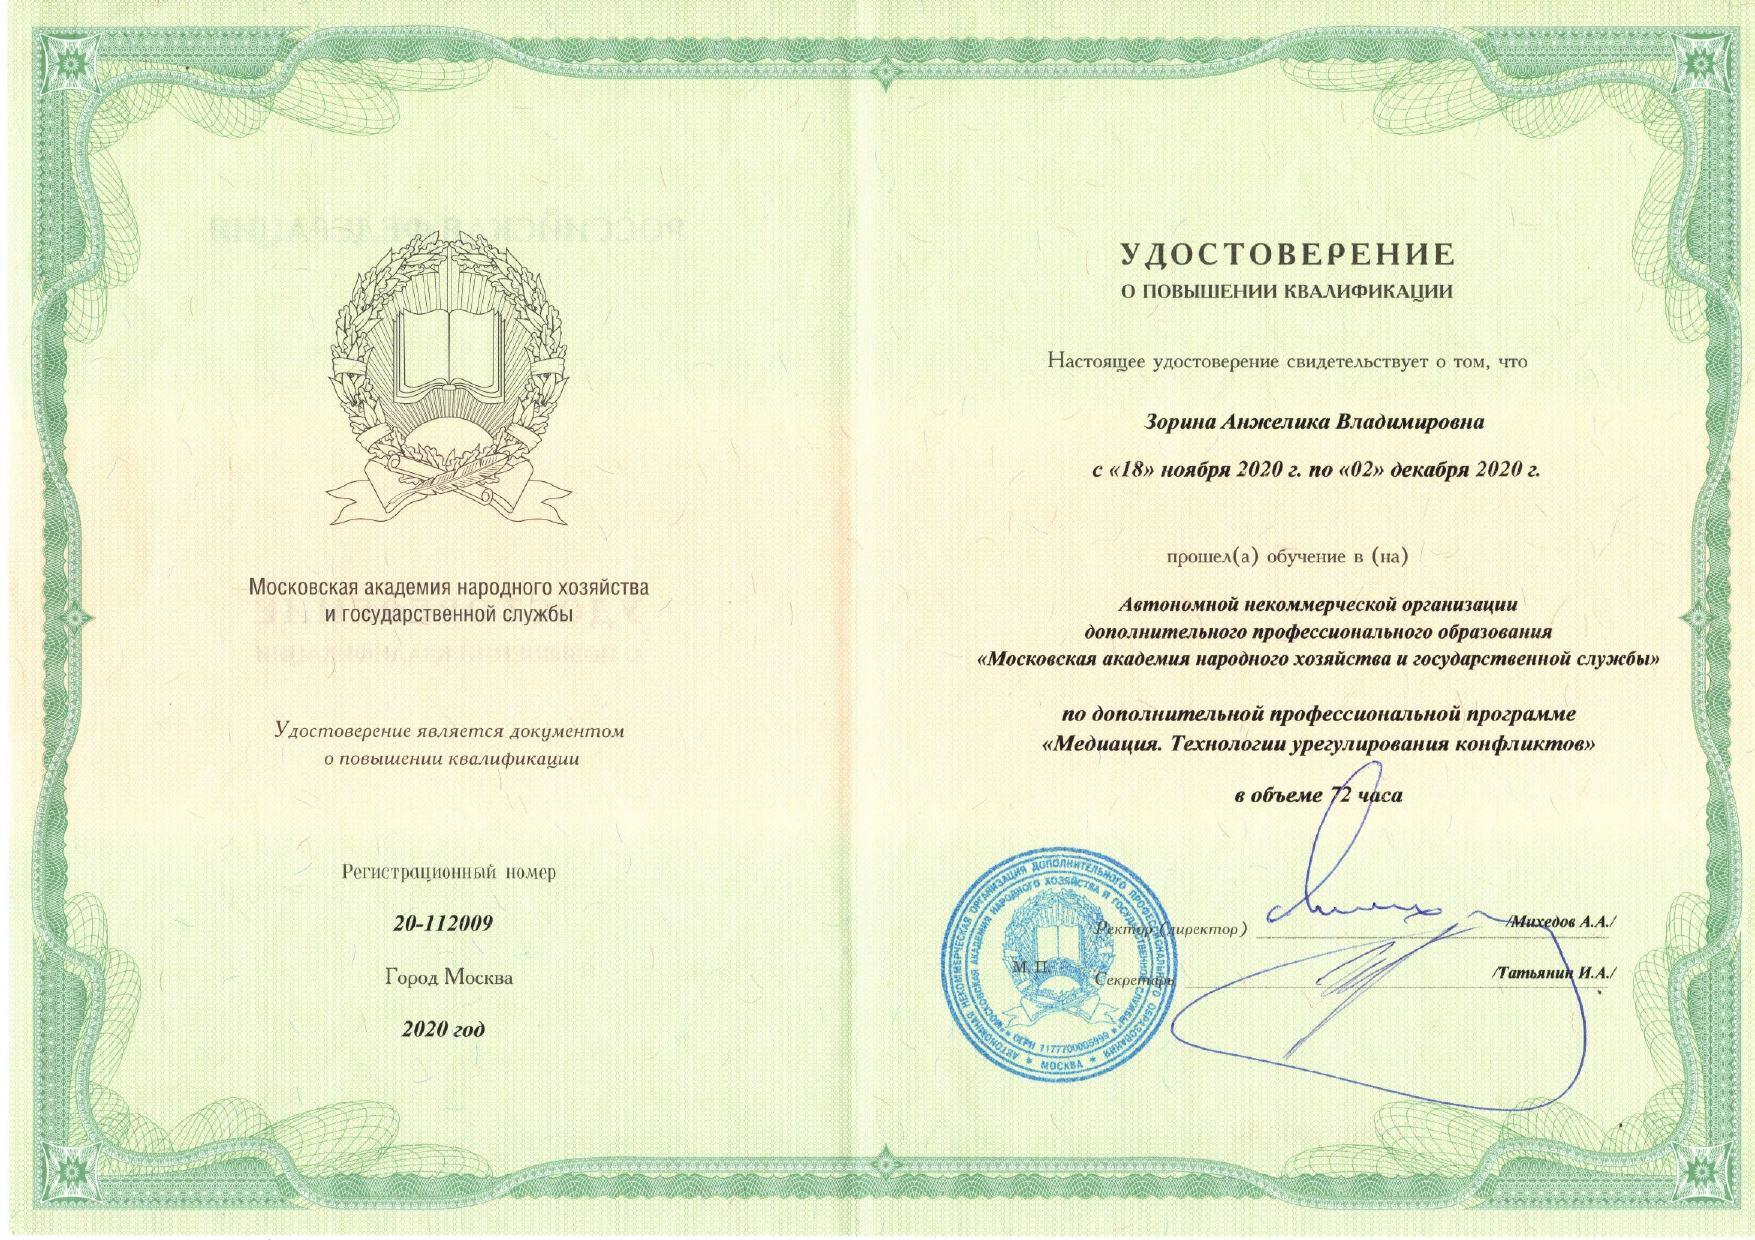 Московская академия народного хозяйства
и государственной службы
Удостоверение является документом
о повышении квалификации
Регистрационный номер
20-112009
Город Москва
2020 год
УДОСТОВЕРЕНИЕ
О ПОВЫШЕНИИ КВАЛИФИКАЦИИ
Настоящее удостоверение свидетельствует о том, что
Зорина Анжелика Владимировна
с «18» ноября 2020 г. по «02» декабря 2020 г.
прошел(а) обучение в (на)
Автономной некоммерческой организации
дополнительного профессионального образования
«Московская академия народного хозяйства и государственной службы»
по дополнительной профессиональной программе
«Медиация. Технологии урегулирования конфликтов»
в объеме 72 часа
Ректор (директор) /Михедов А.А./
М. П.
Секретарь /Татьянин И.А./
АВТОНОМНАЯ НЕКОММЕРЧЕСКАЯ ОРГАНИЗАЦИЯ ДОПОЛНИТЕЛЬНОГО ПРОФЕССИОНАЛЬНОГО ОБРАЗОВАНИЯ
* МОСКВА *
"МОСКОВСКАЯ АКАДЕМИЯ НАРОДНОГО ХОЗЯЙСТВА И ГОСУДАРСТВЕННОЙ СЛУЖБЫ"
* ОГРН 1177700005999 *